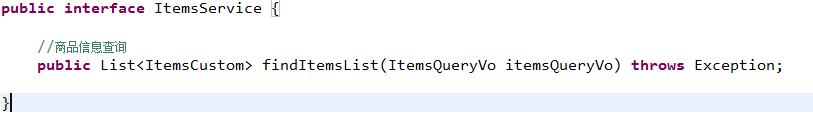 public interface ItemsService {
//商品信息查询
public List<ItemsCustom> findItemsList(ItemsQueryVo itemsQueryVo) throws Exception;
}